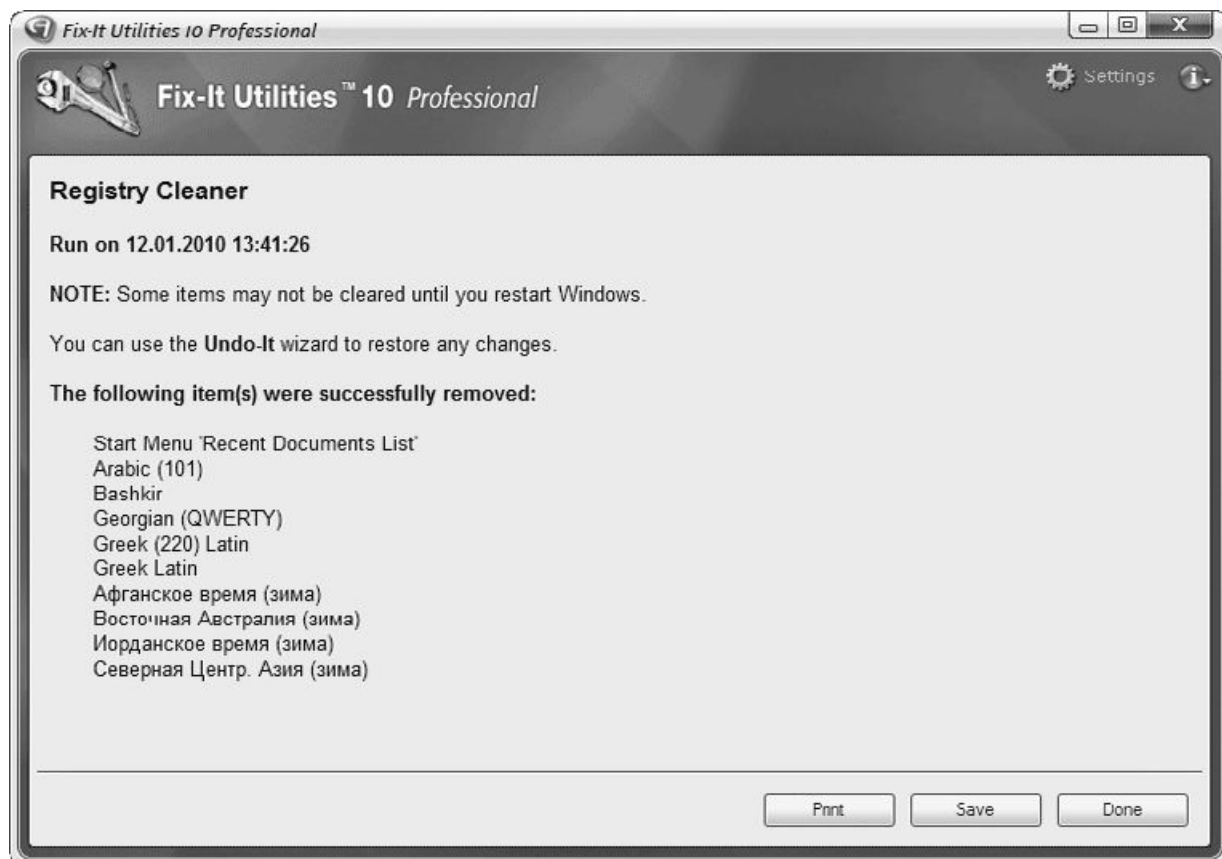 Fix-It Utilities 10 Professional
Fix-It Utilities™ 10 Professional
Settings
Registry Cleaner
Run on 12.01.2010 13:41:26
NOTE: Some items may not be cleared until you restart Windows.
You can use the Undo-It wizard to restore any changes.
The following item(s) were successfully removed:
Start Menu 'Recent Documents List'
Arabic (101)
Bashkir
Georgian (QWERTY)
Greek (220) Latin
Greek Latin
Афганское время (зима)
Восточная Австралия (зима)
Иорданское время (зима)
Северная Центр. Азия (зима)
Print Save Done